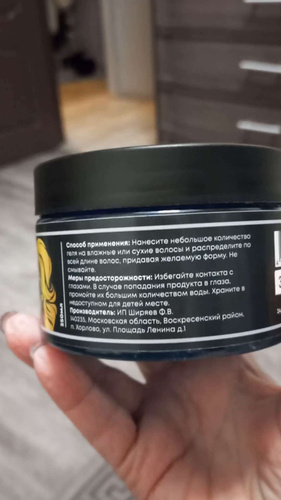 Способ применения: Нанесите небольшое количество
геля на влажные или сухие волосы и распределите по
всей длине волос, придавая желаемую форму. Не
смывайте.
Меры предосторожности: Избегайте контакта с
глазами. В случае попадания продукта в глаза,
промойте их большим количеством воды. Храните в
недоступном для детей месте.
Производитель: ИП Ширяев Ф.В.
140235, Московская область, Воскресенский район,
п. Хорлово, ул. Площадь Ленина д.1
250мл